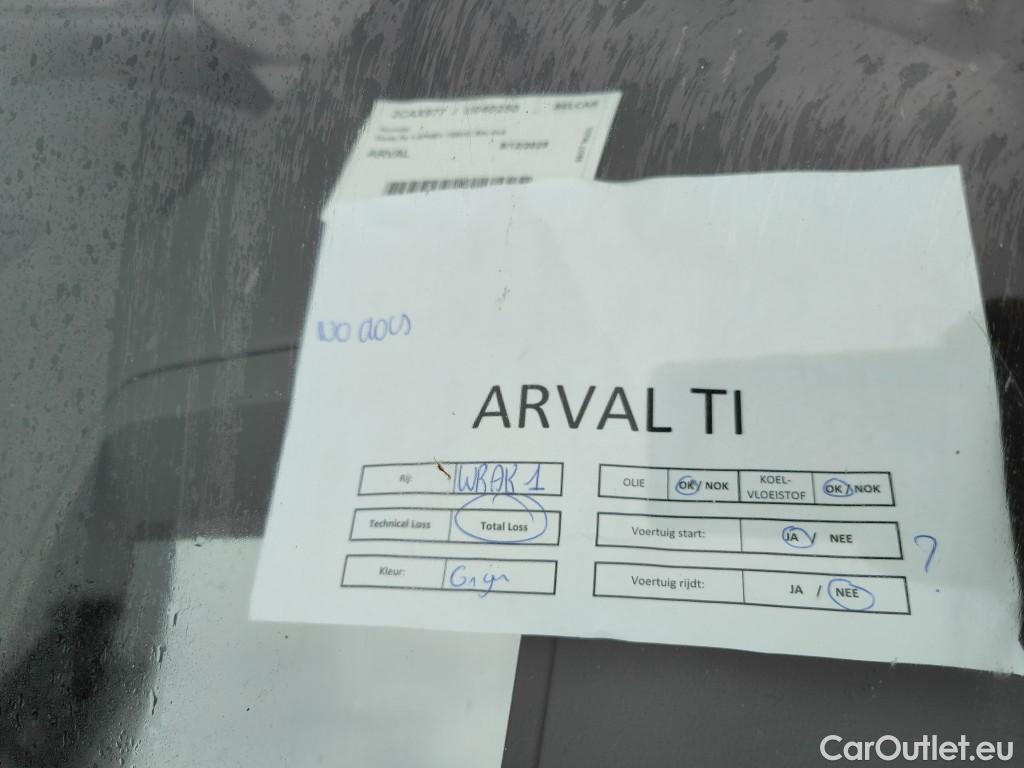 BELCAR
ARVAL
NO DOCS
ARVAL TI
Rij: WRAK 1
Technical Loss Total Loss
Kleur: Grijs
OLIE OK / NOK KOEL-VLOEISTOF OK / NOK
Voertuig start: JA / NEE ?
Voertuig rijdt: JA / NEE
CarOutlet.eu